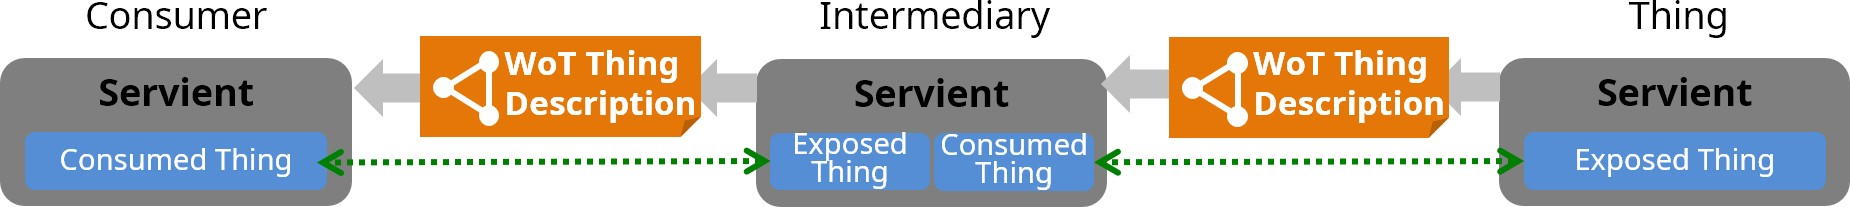 Consumer
Intermediary
Thing
Servient
WoT Thing
Description
Servient
WoT Thing
Description
Servient
Consumed Thing
Exposed
Thing
Consumed
Thing
Exposed Thing